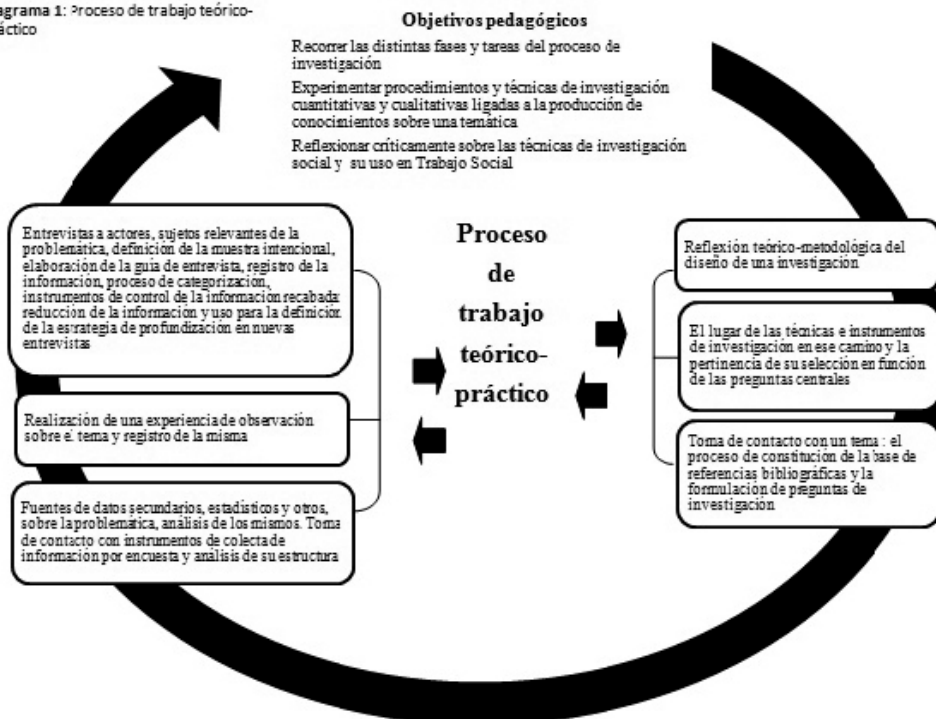 agrama 1: Proceso de trabajo teórico-
áctico
Objetivos pedagógicos
Recorrer las distintas fases y tareas del proceso de
investigación
Experimentar procedimientos y técnicas de investigación
cuantitativas y cualitativas ligadas a la producción de
conocimientos sobre una temática
Reflexionar críticamente sobre las técnicas de investigación
social y su uso en Trabajo Social
Entrevistas a actores, sujetos relevantes de la
problemática, definición de la muestra intencional,
elaboración de la guía de entrevista, registro de la
información, proceso de categorización,
instrumentos de control de la información recabada
reducción de la información y uso para la definición
de la estrategia de profundización en nuevas
entrevistas
Realización de una experiencia de observación
sobre el tema y registro de la misma
Fuentes de datos secundarios, estadísticos y otros,
sobre la problemática, análisis de los mismos. Toma
de contacto con instrumentos de colecta de
información por encuesta y análisis de su estructura
Proceso
de
trabajo
teórico-
práctico
Reflexión teórico-metodológica del
diseño de una investigación
El lugar de las técnicas e instrumentos
de investigación en ese camino y la
pertinencia de su selección en función
de las preguntas centrales
Toma de contacto con un tema : el
proceso de constitución de la base de
referencias bibliográficas y la
formulación de preguntas de
investigación